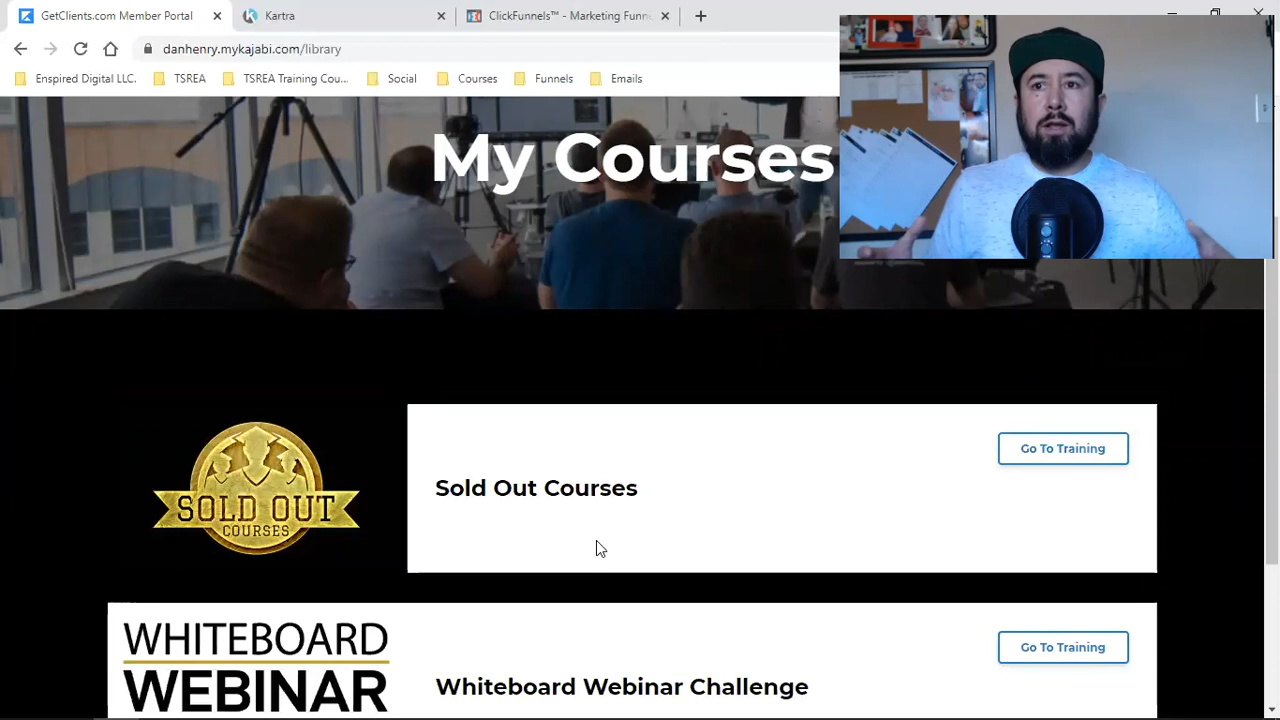 GetClients.com Member Portal
Kartra
ClickFunnels™ - Marketing Funn
danhenry.mykajabi.com/library
Enspired Digital LLC.
TSREA
TSREA Training Cou...
Social
Courses
Funnels
Emails
My Courses
SOLD OUT
COURSES
Sold Out Courses
Go To Training
WHITEBOARD
WEBINAR
Whiteboard Webinar Challenge
Go To Training